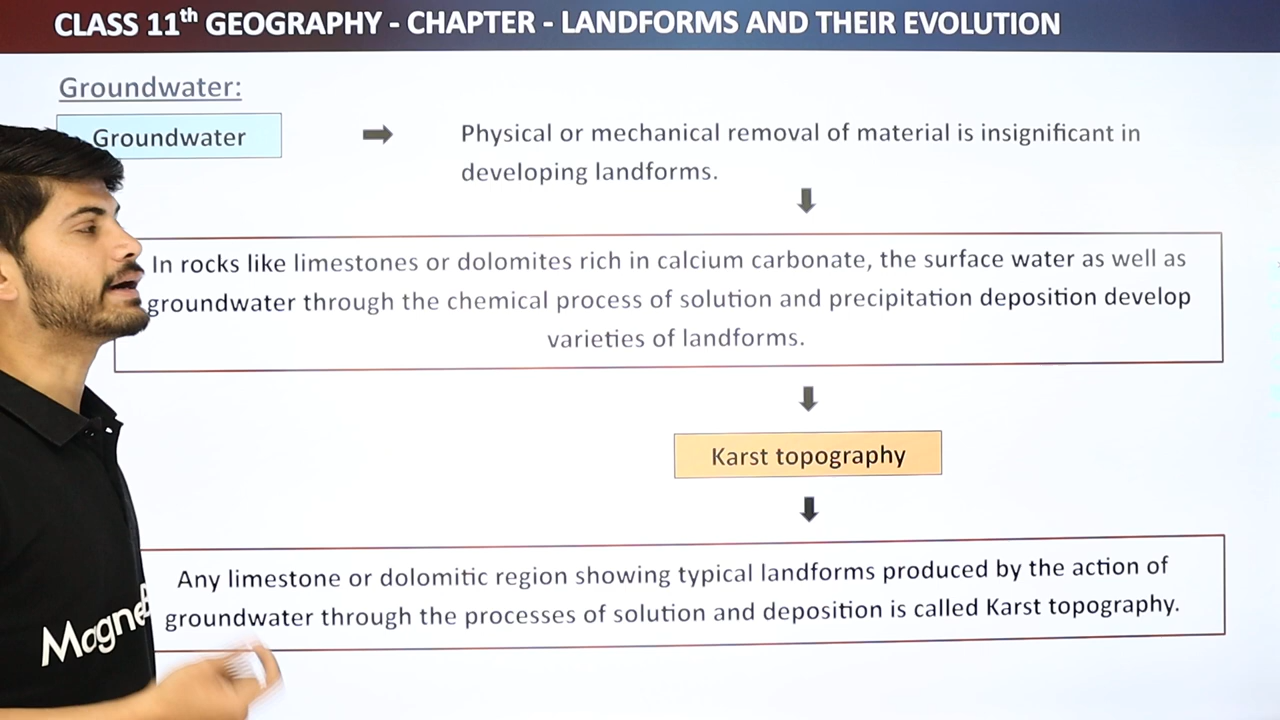 CLASS 11th GEOGRAPHY - CHAPTER - LANDFORMS AND THEIR EVOLUTION
Groundwater:
Groundwater
Physical or mechanical removal of material is insignificant in
developing landforms.
In rocks like limestones or dolomites rich in calcium carbonate, the surface water as well as
groundwater through the chemical process of solution and precipitation deposition develop
varieties of landforms.
Karst topography
Any limestone or dolomitic region showing typical landforms produced by the action of
groundwater through the processes of solution and deposition is called Karst topography.